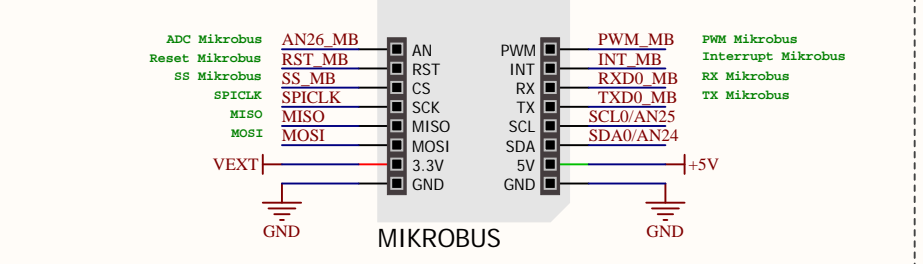 ADC Mikrobus AN26_MB AN PWM PWM_MB PWM Mikrobus
Reset Mikrobus RST_MB RST INT INT_MB Interrupt Mikrobus
SS Mikrobus SS_MB CS RX RXD0_MB RX Mikrobus
SPICLK SPICLK SCK TX TXD0_MB TX Mikrobus
MISO MISO MISO SCL SCL0/AN25
MOSI MOSI MOSI SDA SDA0/AN24
VEXT 3.3V 5V +5V
GND GND
GND GND
MIKROBUS